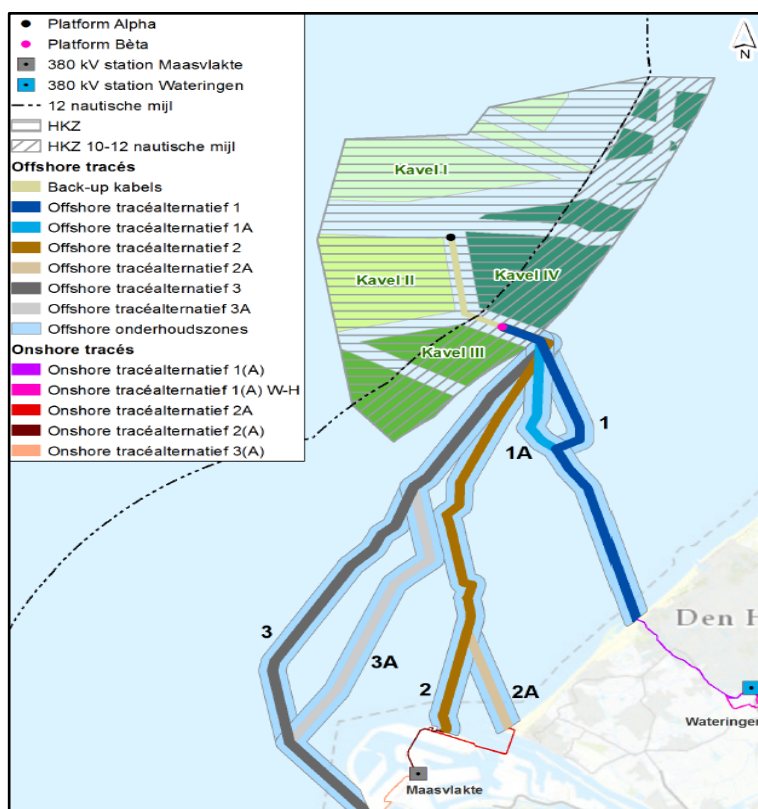 Platform Alpha
Platform Bèta
380 kV station Maasvlakte
380 kV station Wateringen
12 nautische mijl
HKZ
HKZ 10-12 nautische mijl
Offshore tracés
Back-up kabels
Offshore tracéalternatief 1
Offshore tracéalternatief 1A
Offshore tracéalternatief 2
Offshore tracéalternatief 2A
Offshore tracéalternatief 3
Offshore tracéalternatief 3A
Offshore onderhoudszones
Onshore tracés
Onshore tracéalternatief 1(A)
Onshore tracéalternatief 1(A) W-H
Onshore tracéalternatief 2A
Onshore tracéalternatief 2(A)
Onshore tracéalternatief 3(A)
N
Kavel I
Kavel II
Kavel IV
Kavel III
1
1A
Den H
3
3A
2
2A
Wateringen
Maasvlakte